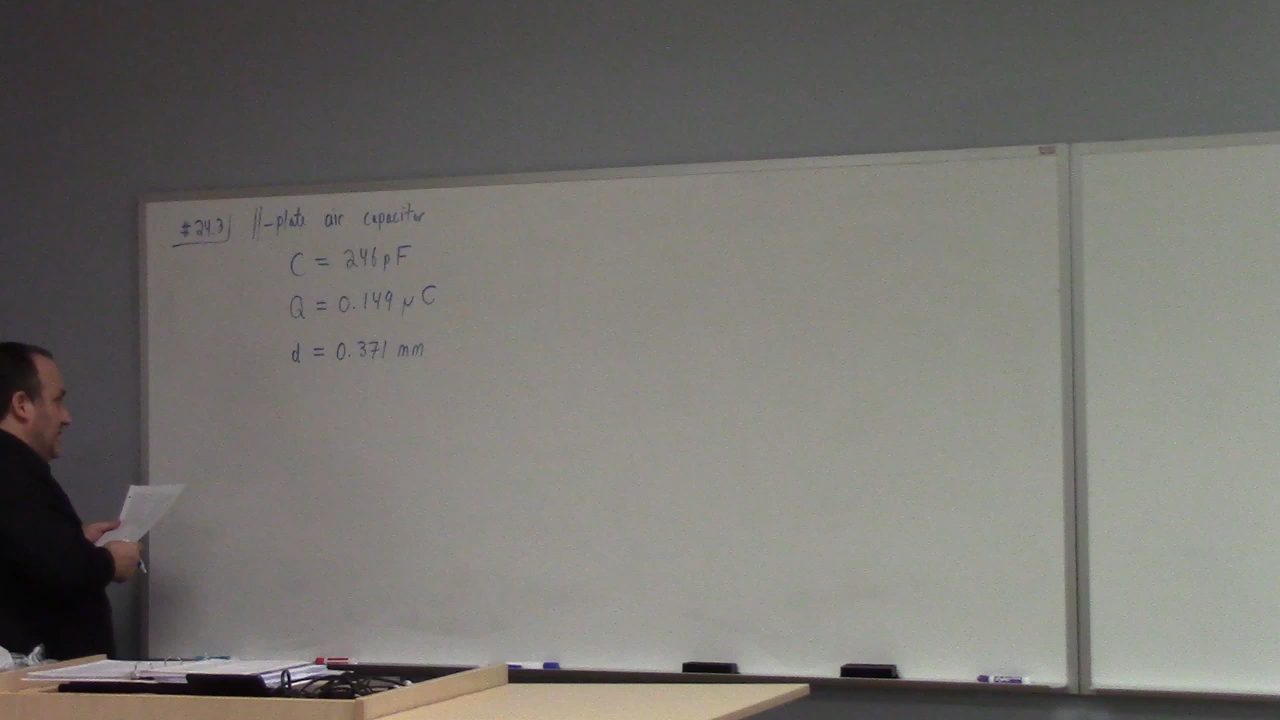 #24.3 //-plate air capacitor
C = 246 pF
Q = 0.149 μC
d = 0.371 mm